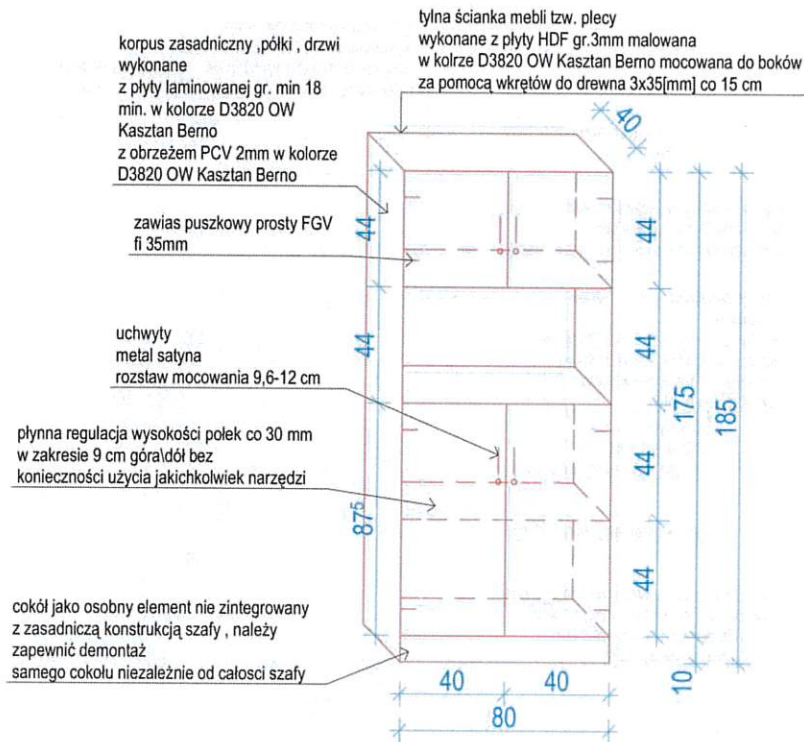 tylna ścianka mebli tzw. plecy
wykonane z płyty HDF gr.3mm malowana
w kolrze D3820 OW Kasztan Berno mocowana do boków
za pomocą wkrętów do drewna 3x35[mm] co 15 cm
korpus zasadniczy ,półki , drzwi
wykonane
z płyty laminowanej gr. min 18
min. w kolorze D3820 OW
Kasztan Berno
z obrzeżem PCV 2mm w kolorze
D3820 OW Kasztan Berno
zawias puszkowy prosty FGV
fi 35mm
uchwyty
metal satyna
rozstaw mocowania 9,6-12 cm
płynna regulacja wysokości połek co 30 mm
w zakresie 9 cm góra\dół bez
konieczności użycia jakichkolwiek narzędzi
cokół jako osobny element nie zintegrowany
z zasadniczą konstrukcją szafy , należy
zapewnić demontaż
samego cokołu niezależnie od całosci szafy
40
44
44
87⁵
44
44
44
44
175
185
10
40
40
80